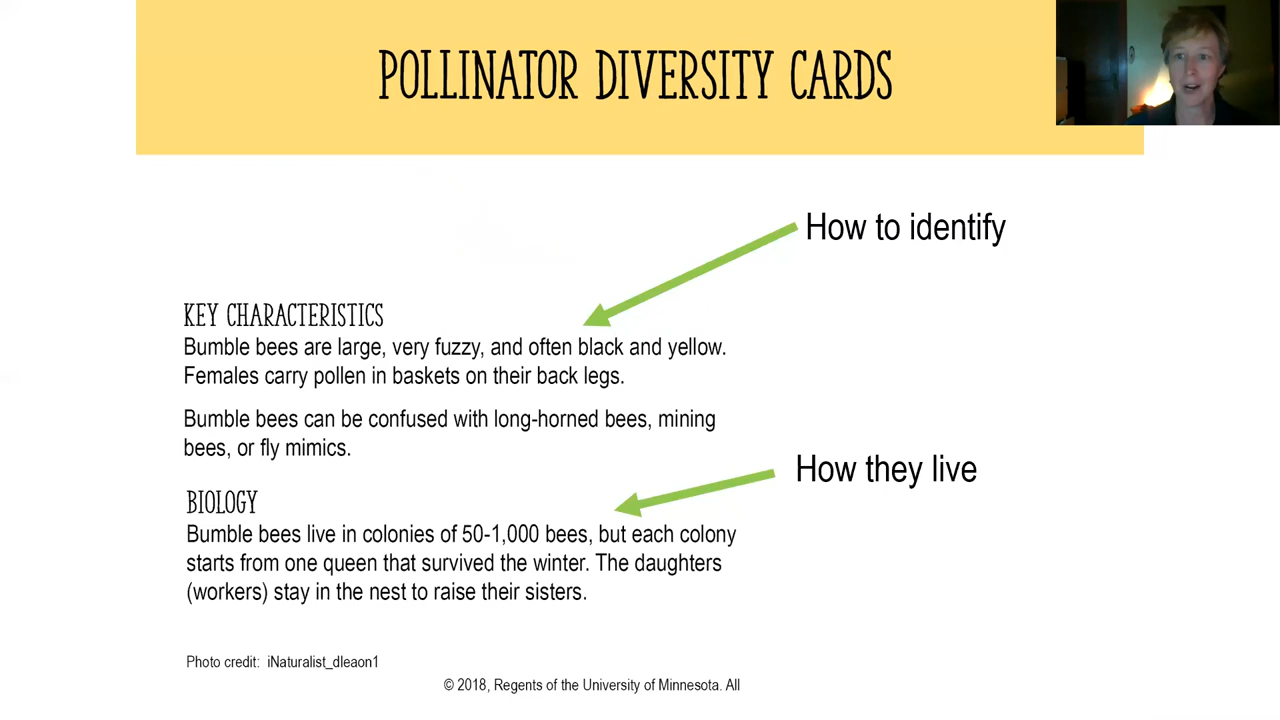 POLLINATOR DIVERSITY CARDS
How to identify
KEY CHARACTERISTICS
Bumble bees are large, very fuzzy, and often black and yellow.
Females carry pollen in baskets on their back legs.
Bumble bees can be confused with long-horned bees, mining
bees, or fly mimics.
How they live
BIOLOGY
Bumble bees live in colonies of 50-1,000 bees, but each colony
starts from one queen that survived the winter. The daughters
(workers) stay in the nest to raise their sisters.
Photo credit: iNaturalist_dleaon1
© 2018, Regents of the University of Minnesota. All